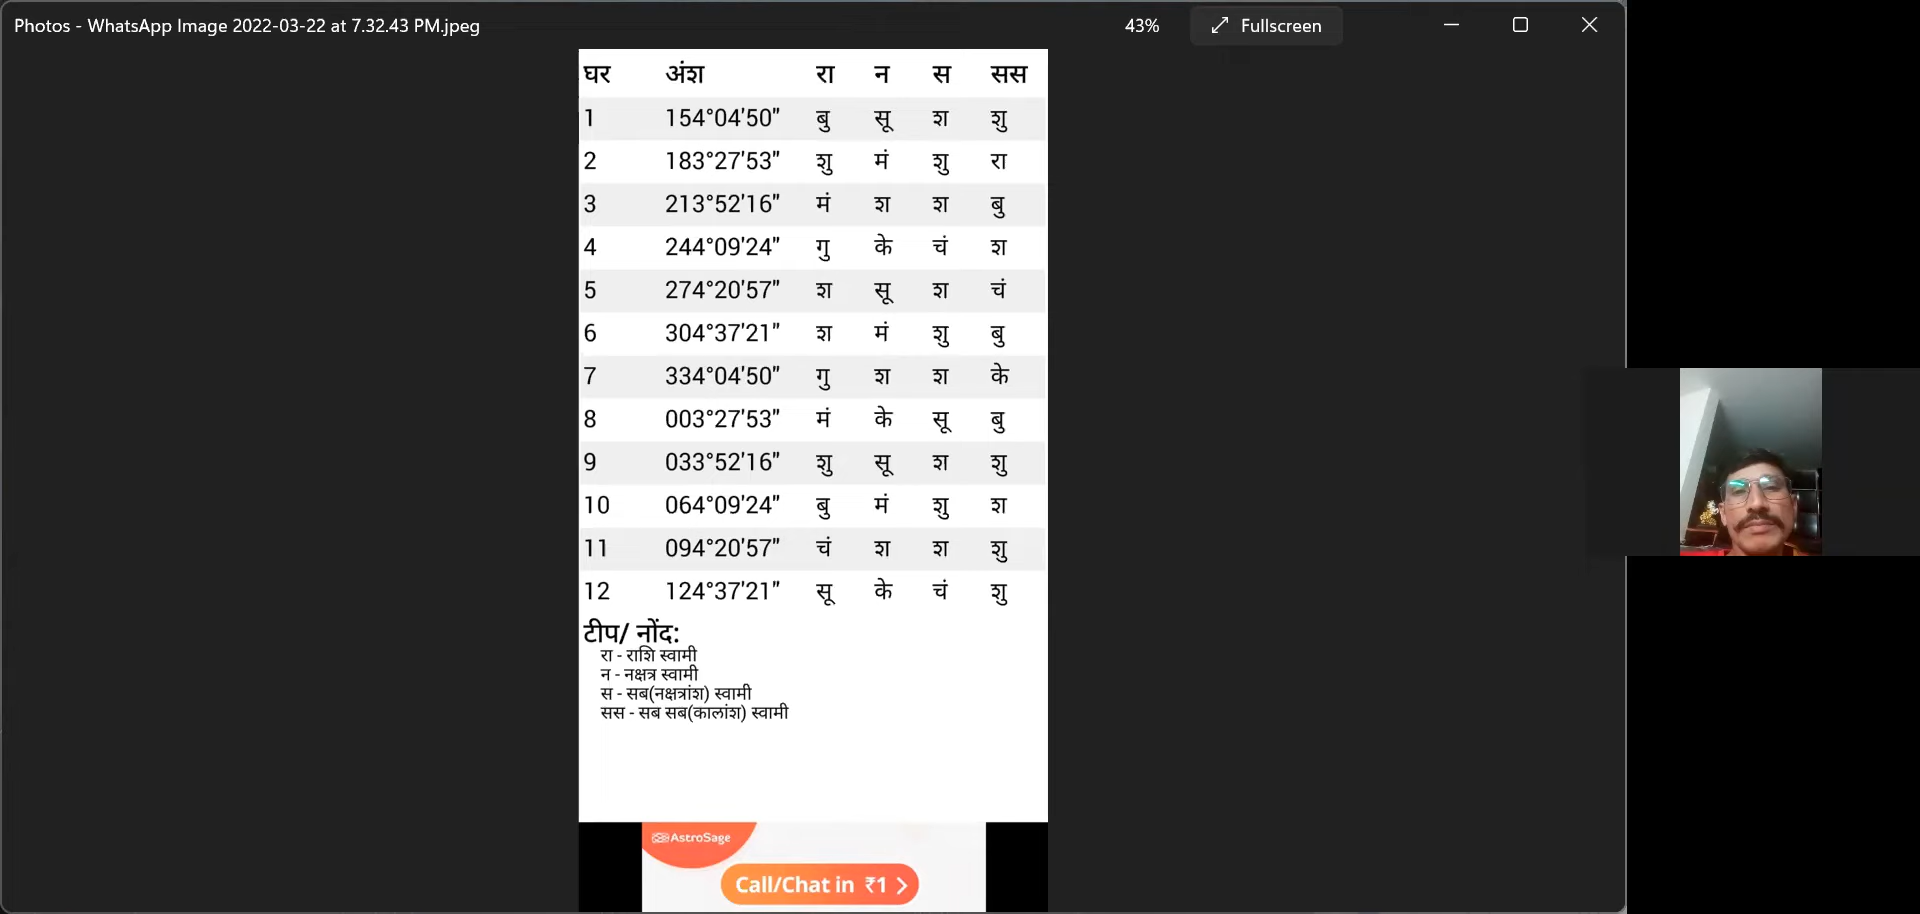 Photos - WhatsApp Image 2022-03-22 at 7.32.43 PM.jpeg 43% Fullscreen
घर अंश रा न स सस
1 154°04'50" बु सू श शु
2 183°27'53" शु मं शु रा
3 213°52'16" मं श श बु
4 244°09'24" गु के चं श
5 274°20'57" श सू श चं
6 304°37'21" श मं शु बु
7 334°04'50" गु श श के
8 003°27'53" मं के सू बु
9 033°52'16" शु सू श शु
10 064°09'24" बु मं शु श
11 094°20'57" चं श श शु
12 124°37'21" सू के चं शु
टीप/ नोंद:
रा - राशि स्वामी
न - नक्षत्र स्वामी
स - सब(नक्षत्रांश) स्वामी
सस - सब सब(कालांश) स्वामी
AstroSage
Call/Chat in ₹1